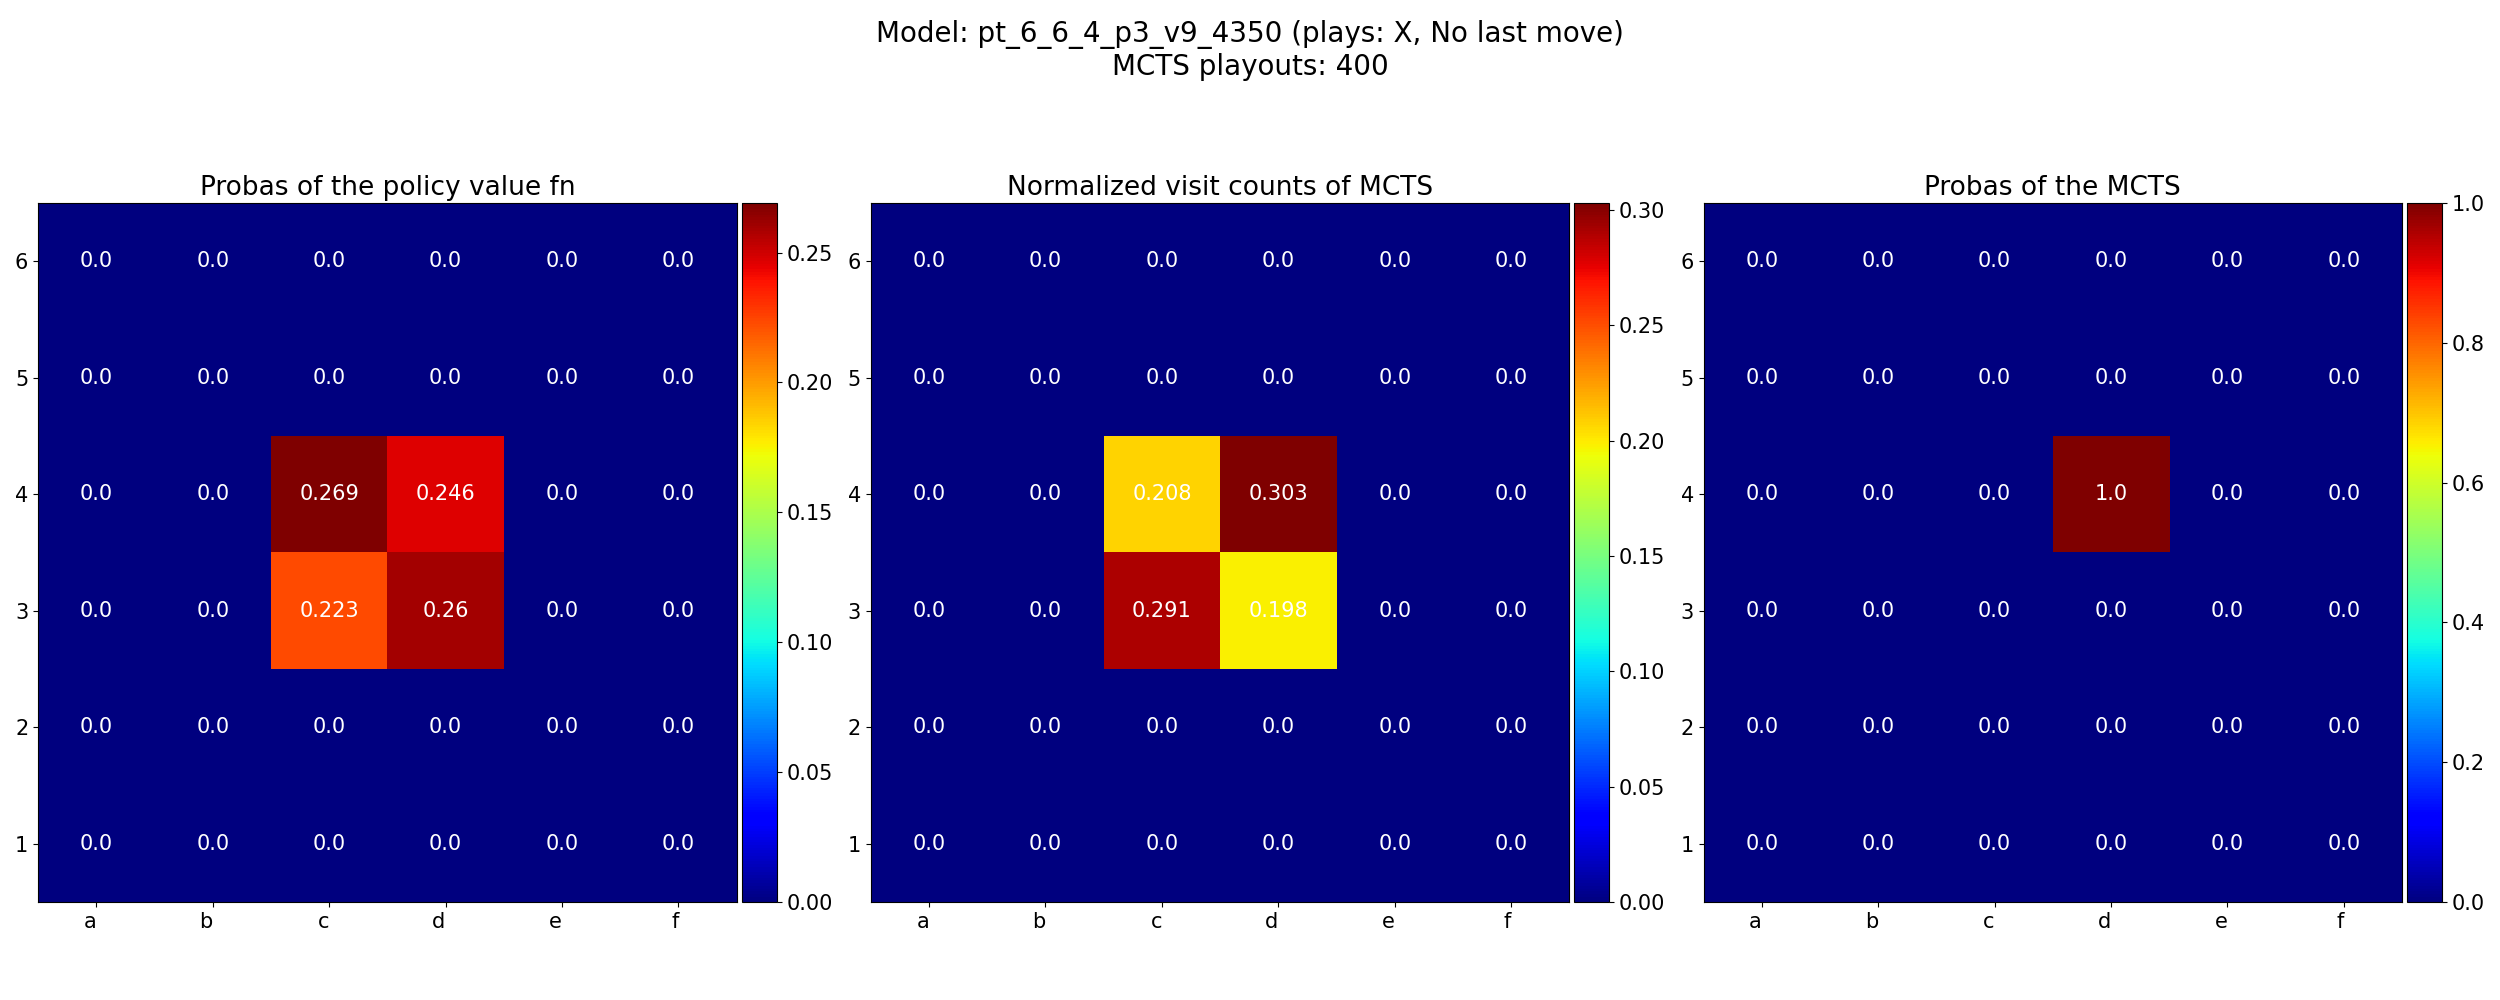 Model: pt_6_6_4_p3_v9_4350 (plays: X, No last move)
MCTS playouts: 400
Probas of the policy value fn
6 0.0 0.0 0.0 0.0 0.0 0.0
5 0.0 0.0 0.0 0.0 0.0 0.0
4 0.0 0.0 0.269 0.246 0.0 0.0
3 0.0 0.0 0.223 0.26 0.0 0.0
2 0.0 0.0 0.0 0.0 0.0 0.0
1 0.0 0.0 0.0 0.0 0.0 0.0
a b c d e f
0.25
0.20
0.15
0.10
0.05
0.00
Normalized visit counts of MCTS
6 0.0 0.0 0.0 0.0 0.0 0.0
5 0.0 0.0 0.0 0.0 0.0 0.0
4 0.0 0.0 0.208 0.303 0.0 0.0
3 0.0 0.0 0.291 0.198 0.0 0.0
2 0.0 0.0 0.0 0.0 0.0 0.0
1 0.0 0.0 0.0 0.0 0.0 0.0
a b c d e f
0.30
0.25
0.20
0.15
0.10
0.05
0.00
Probas of the MCTS
6 0.0 0.0 0.0 0.0 0.0 0.0
5 0.0 0.0 0.0 0.0 0.0 0.0
4 0.0 0.0 0.0 1.0 0.0 0.0
3 0.0 0.0 0.0 0.0 0.0 0.0
2 0.0 0.0 0.0 0.0 0.0 0.0
1 0.0 0.0 0.0 0.0 0.0 0.0
a b c d e f
1.0
0.8
0.6
0.4
0.2
0.0